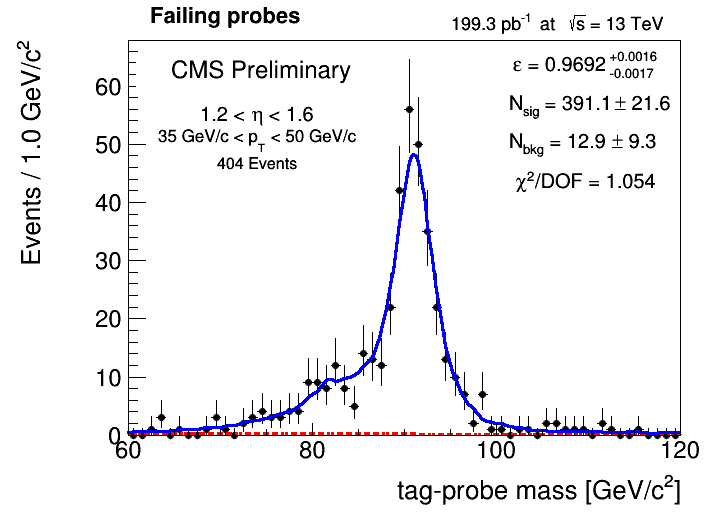 Failing probes
199.3 pb⁻¹ at √s = 13 TeV
CMS Preliminary
1.2 < η < 1.6
35 GeV/c < p_T < 50 GeV/c
404 Events
ε = 0.9692 +0.0016 -0.0017
N_sig = 391.1 ± 21.6
N_bkg = 12.9 ± 9.3
χ²/DOF = 1.054
Events / 1.0 GeV/c²
60
50
40
30
20
10
0
60 80 100 120
tag-probe mass [GeV/c²]